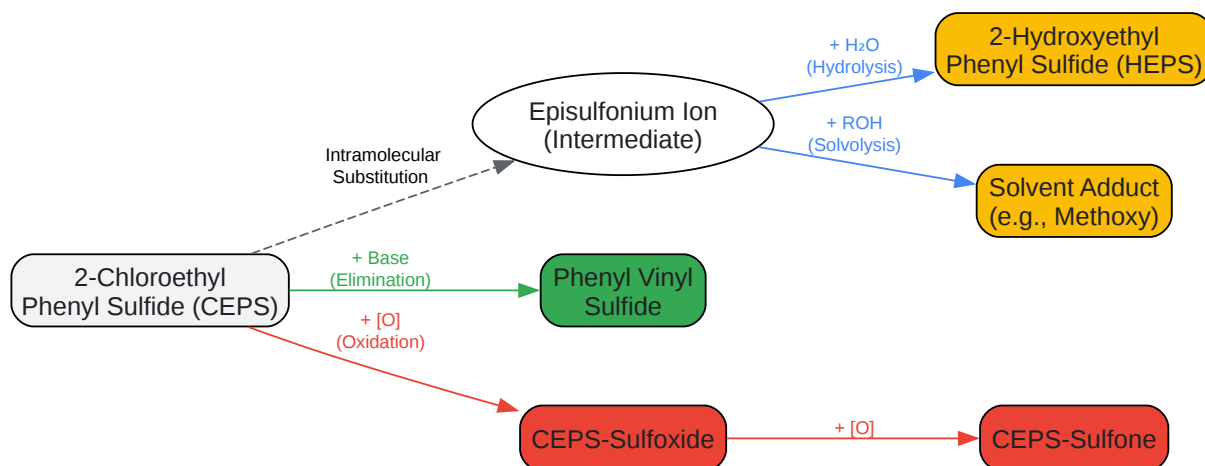 2-Hydroxyethyl
Phenyl Sulfide (HEPS)
+ H₂O
(Hydrolysis)
Episulfonium Ion
(Intermediate)
+ ROH
(Solvolysis)
Intramolecular
Substitution
Solvent Adduct
(e.g., Methoxy)
2-Chloroethyl
Phenyl Sulfide (CEPS)
+ Base
(Elimination)
Phenyl Vinyl
Sulfide
+ [O]
(Oxidation)
CEPS-Sulfoxide
+ [O]
CEPS-Sulfone